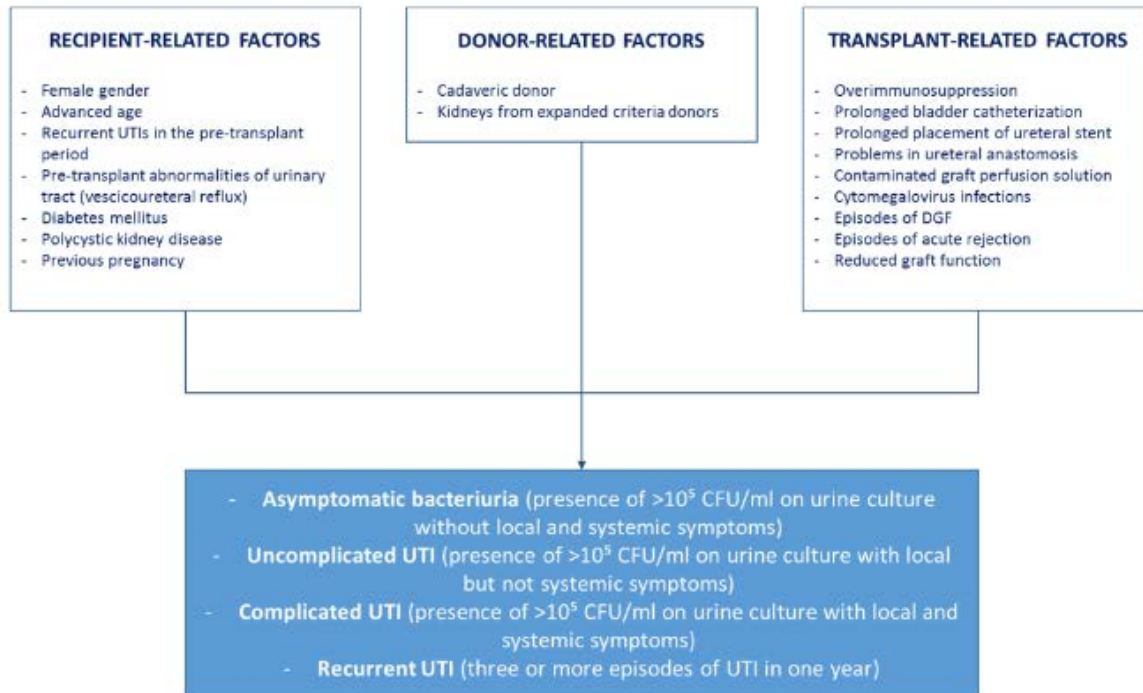 RECIPIENT-RELATED FACTORS
- Female gender
- Advanced age
- Recurrent UTIs in the pre-transplant
period
- Pre-transplant abnormalities of urinary
tract (vescicoureteral reflux)
- Diabetes mellitus
- Polycystic kidney disease
- Previous pregnancy
DONOR-RELATED FACTORS
- Cadaveric donor
- Kidneys from expanded criteria donors
TRANSPLANT-RELATED FACTORS
- Overimmunosuppression
- Prolonged bladder catheterization
- Prolonged placement of ureteral stent
- Problems in ureteral anastomosis
- Contaminated graft perfusion solution
- Cytomegalovirus infections
- Episodes of DGF
- Episodes of acute rejection
- Reduced graft function
- Asymptomatic bacteriuria (presence of >10⁵ CFU/ml on urine culture
without local and systemic symptoms)
- Uncomplicated UTI (presence of >10⁵ CFU/ml on urine culture with local
but not systemic symptoms)
- Complicated UTI (presence of >10⁵ CFU/ml on urine culture with local and
systemic symptoms)
- Recurrent UTI (three or more episodes of UTI in one year)